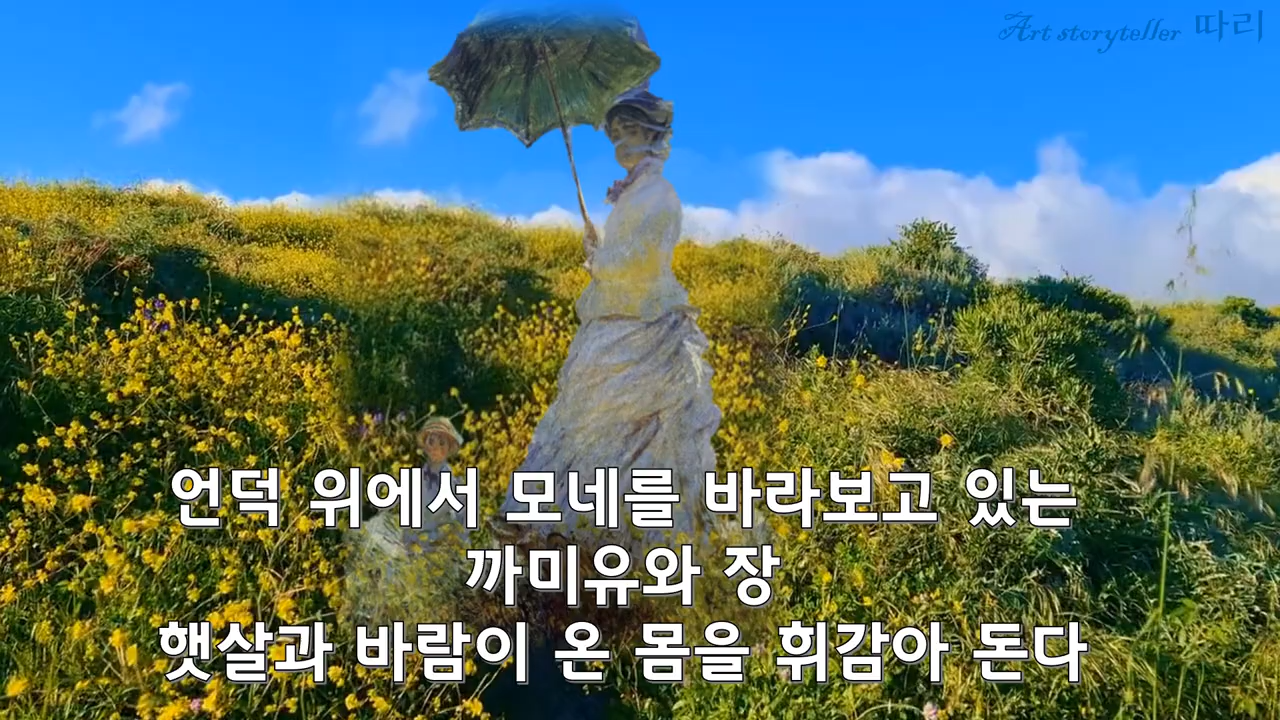 Art storyteller 따리
언덕 위에서 모네를 바라보고 있는
까미유와 장
햇살과 바람이 온 몸을 휘감아 돈다